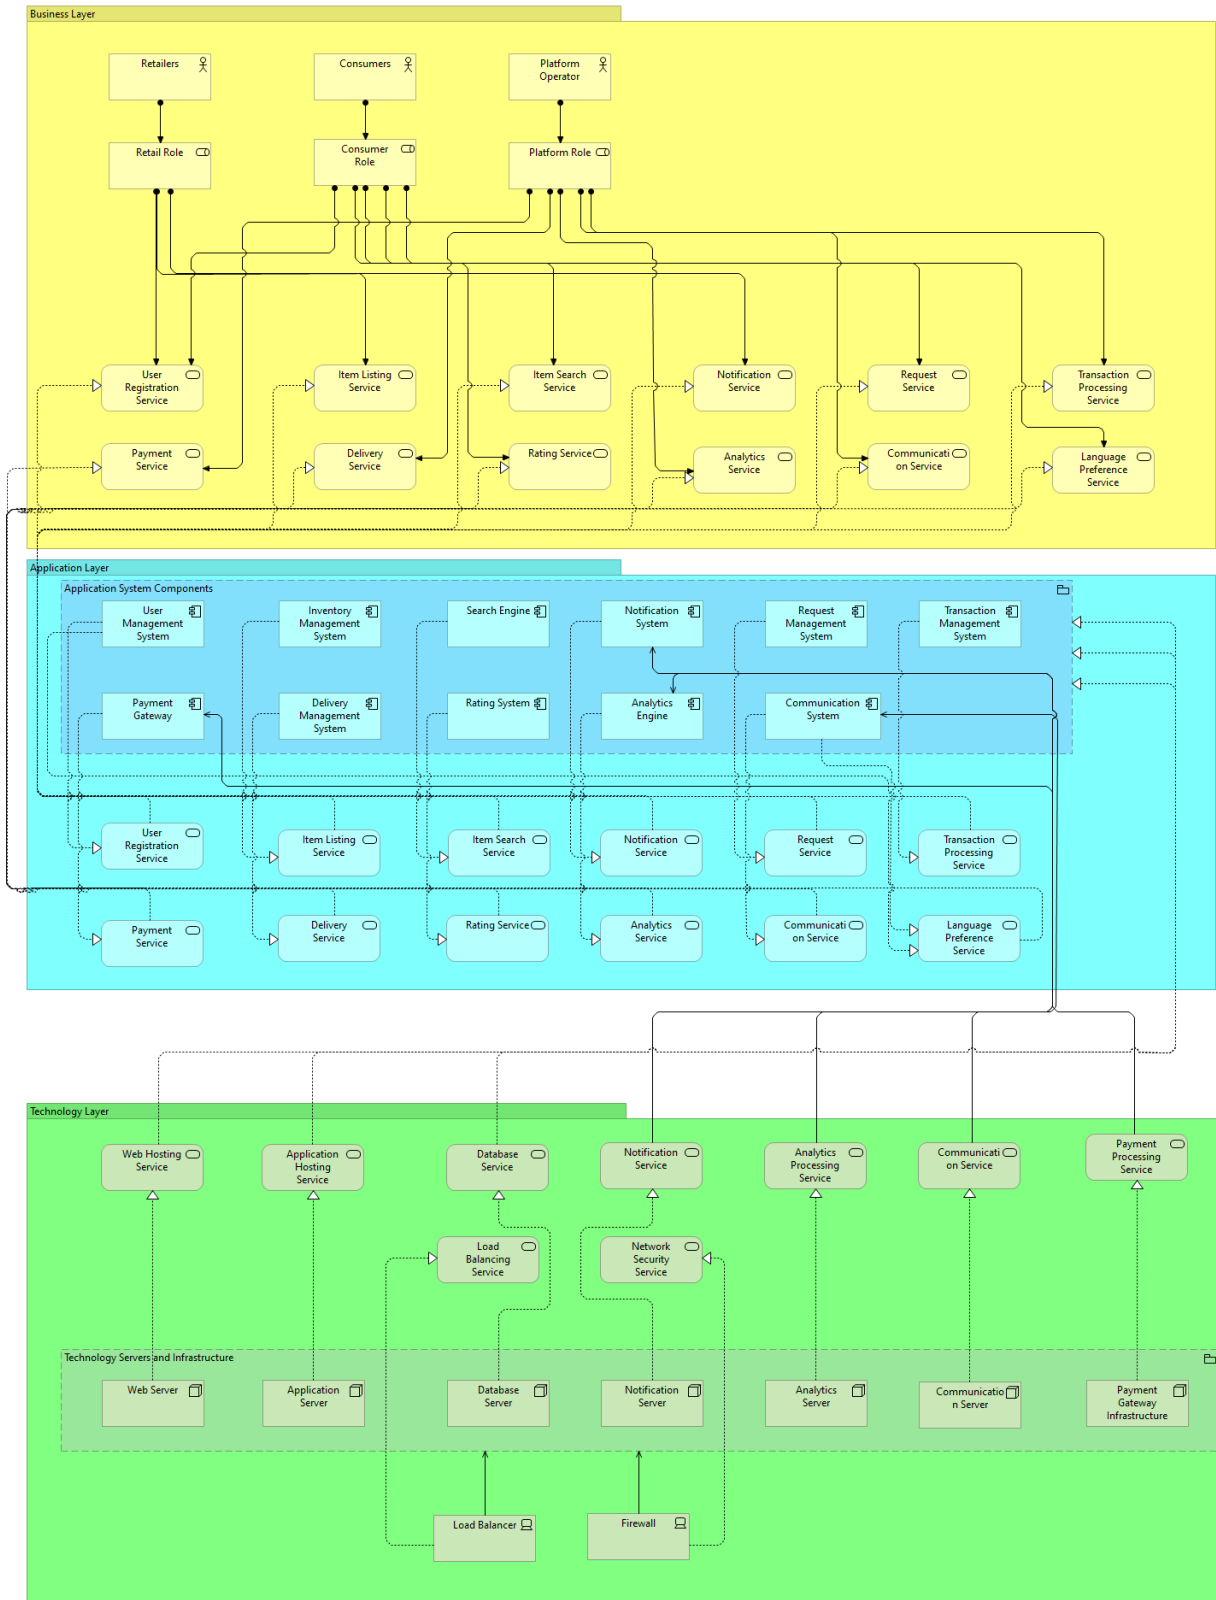 Business Layer
Retailers
Consumers
Platform
Operator
Retail Role
Consumer
Role
Platform Role
User
Registration
Service
Item Listing
Service
Item Search
Service
Notification
Service
Request
Service
Transaction
Processing
Service
Payment
Service
Delivery
Service
Rating Service
Analytics
Service
Communicati
on Service
Language
Preference
Service
Application Layer
Application System Components
User
Management
System
Inventory
Management
System
Search Engine
Notification
System
Request
Management
System
Transaction
Management
System
Payment
Gateway
Delivery
Management
System
Rating System
Analytics
Engine
Communication
System
User
Registration
Service
Item Listing
Service
Item Search
Service
Notification
Service
Request
Service
Transaction
Processing
Service
Payment
Service
Delivery
Service
Rating Service
Analytics
Service
Communicati
on Service
Language
Preference
Service
Technology Layer
Web Hosting
Service
Application
Hosting
Service
Database
Service
Notification
Service
Analytics
Processing
Service
Communicati
on Service
Payment
Processing
Service
Load
Balancing
Service
Network
Security
Service
Technology Servers and Infrastructure
Web Server
Application
Server
Database
Server
Notification
Server
Analytics
Server
Communicatio
n Server
Payment
Gateway
Infrastructure
Load Balancer
Firewall